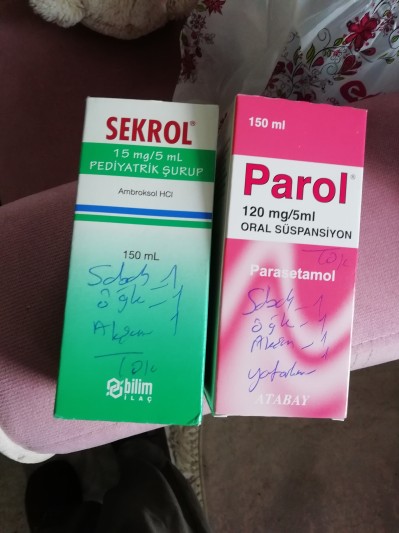 SEKROL®
15 mg/5 mL
PEDİYATRİK ŞURUP
Ambroksol HCl
150 mL
Sabah 1
öğle 1
Akşam 1
Tok
bilim
İLAÇ
150 ml
Parol®
120 mg/5ml
ORAL SÜSPANSİYON
Tok
Parasetamol
Sabah 1
öğle 1
Akşam 1
ATABAY